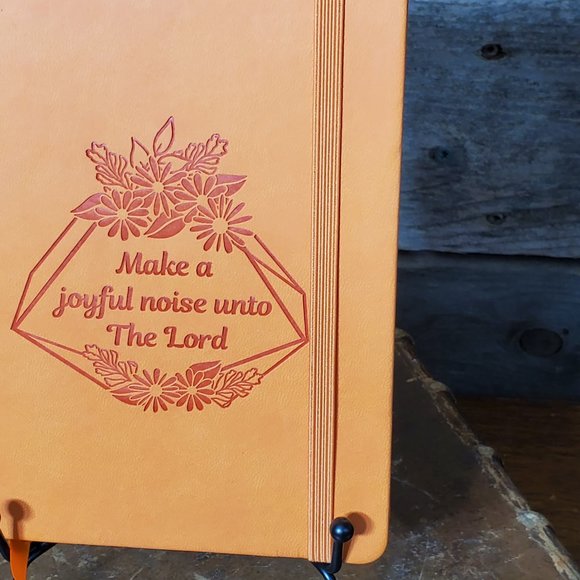 Make a
joyful noise unto
The Lord